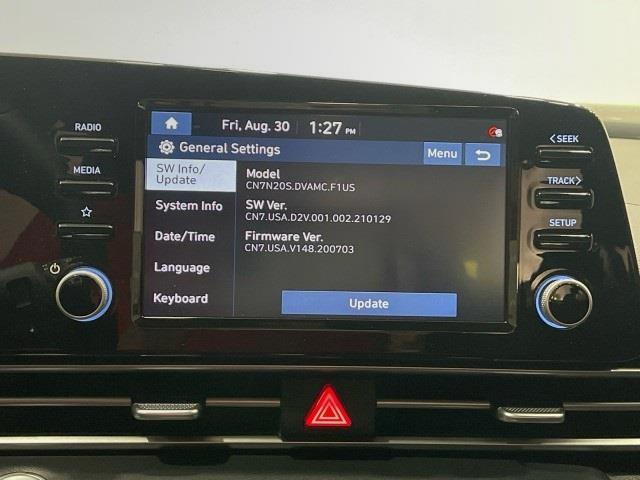 RADIO
MEDIA
Fri, Aug. 30 1:27 PM
General Settings Menu
SW Info/
Update
System Info
Date/Time
Language
Keyboard
Model
CN7N20S.DVAMC.F1US
SW Ver.
CN7.USA.D2V.001.002.210129
Firmware Ver.
CN7.USA.V148.200703
Update
<SEEK
TRACK>
SETUP